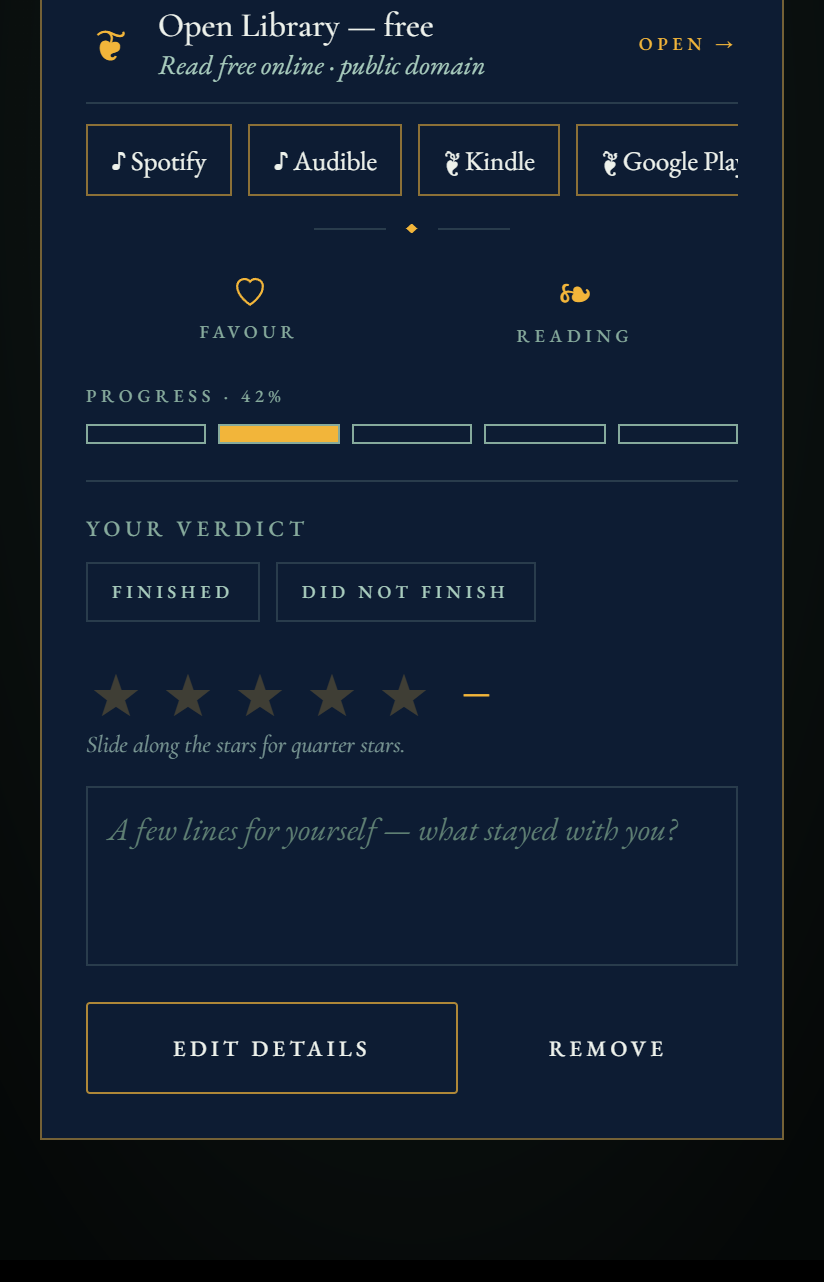 Open Library — free
Read free online · public domain
OPEN →
♪ Spotify
♪ Audible
❦ Kindle
❦ Google Play
FAVOUR
READING
PROGRESS · 42%
YOUR VERDICT
FINISHED
DID NOT FINISH
—
Slide along the stars for quarter stars.
A few lines for yourself — what stayed with you?
EDIT DETAILS
REMOVE